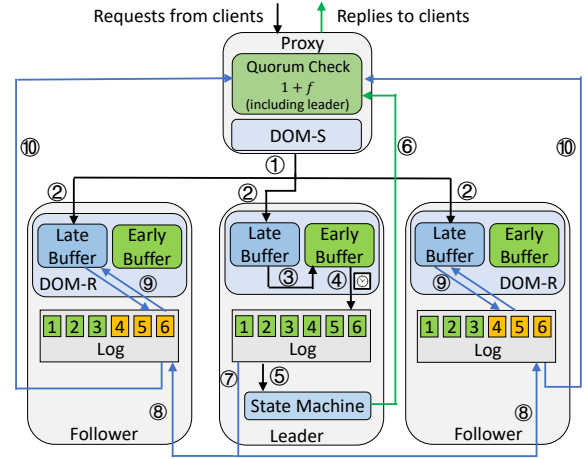 Requests from clients
Replies to clients
Proxy
Quorum Check
1 + f
(including leader)
DOM-S
⑩
①
⑥
⑩
②
②
②
Late
Buffer
Early
Buffer
DOM-R
⑨
Late
Buffer
Early
Buffer
③
④
Late
Buffer
Early
Buffer
DOM-R
⑨
1 2 3 4 5 6
Log
1 2 3 4 5 6
Log
1 2 3 4 5 6
Log
⑦
⑤
⑧
State Machine
⑧
Follower
Leader
Follower